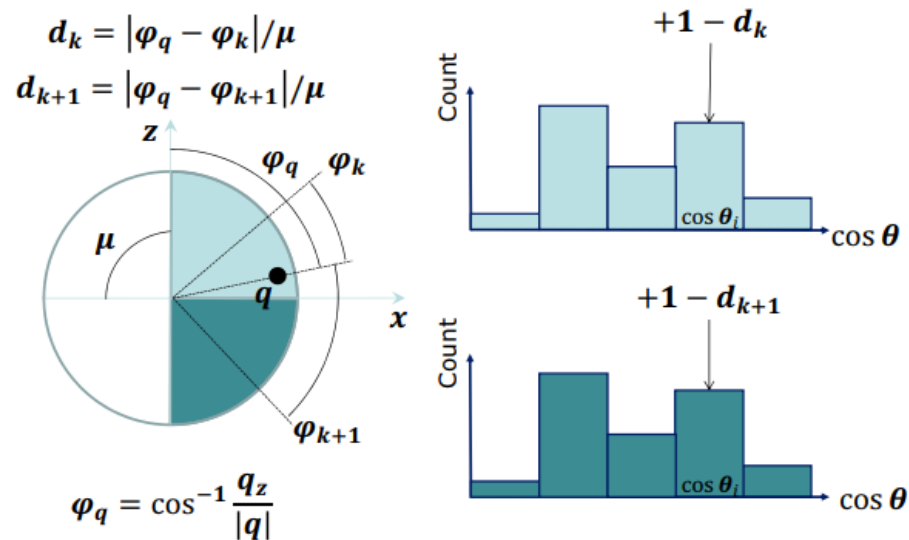 d_k = |φ_q − φ_k|/μ
d_{k+1} = |φ_q − φ_{k+1}|/μ
z
φ_q
φ_k
μ
q
x
φ_{k+1}
φ_q = cos⁻¹ q_z/|q|
+1 − d_k
Count
cos θ_i
cos θ
+1 − d_{k+1}
Count
cos θ_i
cos θ